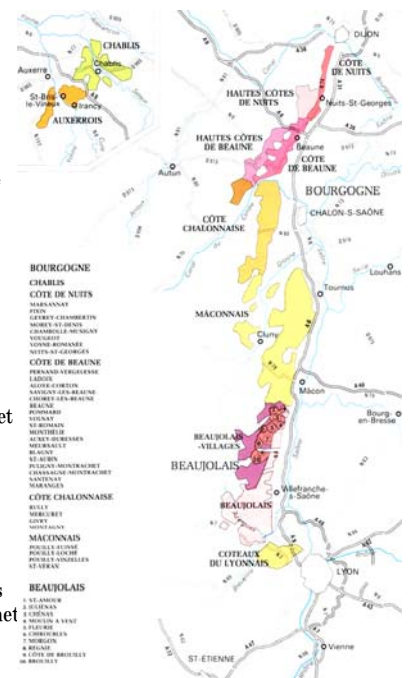 CHABLIS
Auxerre
Chablis
St-Bris-
le-Vineux
Irancy
AUXERROIS
DIJON
CÔTE
DE NUITS
HAUTES-CÔTES
DE NUITS
Nuits-St-Georges
HAUTES-CÔTES
DE BEAUNE
Beaune
CÔTE
DE BEAUNE
Autun
BOURGOGNE
CHALON-S-SAÔNE
CÔTE
CHALONNAISE
Louhans
Tournus
MÂCONNAIS
Cluny
Mâcon
Bourg-
en-Bresse
BEAUJOLAIS
-VILLAGES
BEAUJOLAIS
Villefranche-
s-Saône
BEAUJOLAIS
COTEAUX
DU LYONNAIS
LYON
Vienne
ST-ETIENNE
BOURGOGNE
CHABLIS
CÔTE DE NUITS
MARSANNAY
FIXIN
GEVREY-CHAMBERTIN
MOREY-ST-DENIS
CHAMBOLLE-MUSIGNY
VOUGEOT
VOSNE-ROMANÉE
NUITS-ST-GEORGES
CÔTE DE BEAUNE
PERNAND-VERGELESSE
LADOIX
ALOXE-CORTON
SAVIGNY-LES-BEAUNE
CHOREY-LES-BEAUNE
BEAUNE
POMMARD
VOLNAY
ST-ROMAIN
MONTHÉLIE
AUXEY-DURESSES
MEURSAULT
BLAGNY
ST-AUBIN
PULIGNY-MONTRACHET
CHASSAGNE-MONTRACHET
SANTENAY
MARANGES
CÔTE CHALONNAISE
RULLY
MERCUREY
GIVRY
MONTAGNY
MÂCONNAIS
POUILLY-FUISSÉ
POUILLY-LOCHÉ
POUILLY-VINZELLES
ST-VÉRAN
BEAUJOLAIS
1. ST-AMOUR
2. JULIÉNAS
3. CHÉNAS
4. MOULIN A VENT
5. FLEURIE
6. CHIROUBLES
7. MORGON
8. RÉGNIÉ
9. CÔTE DE BROUILLY
10. BROUILLY
et
s
net